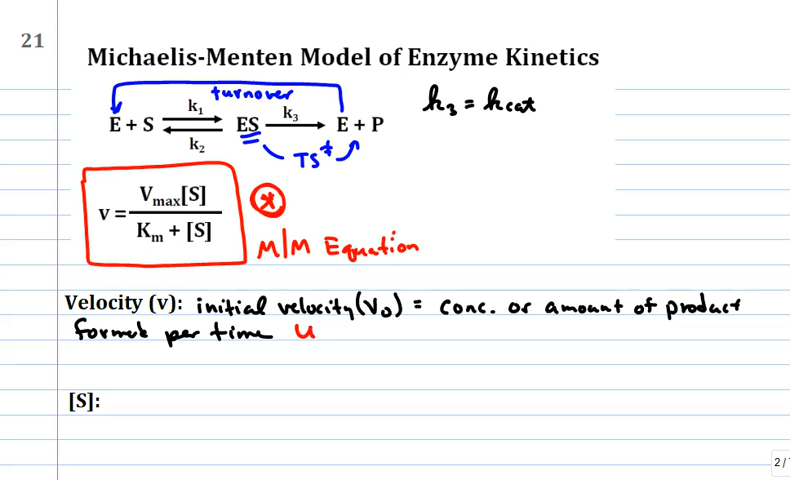 21
Michaelis-Menten Model of Enzyme Kinetics
turnover
k₁ k₃ k₃ = kcat
E + S ES E + P
k₂ TS‡
v = Vmax[S] / Km + [S] *
M/M Equation
Velocity (v): initial velocity (V₀) = conc. or amount of product
formed per time u
[S]:
2 /